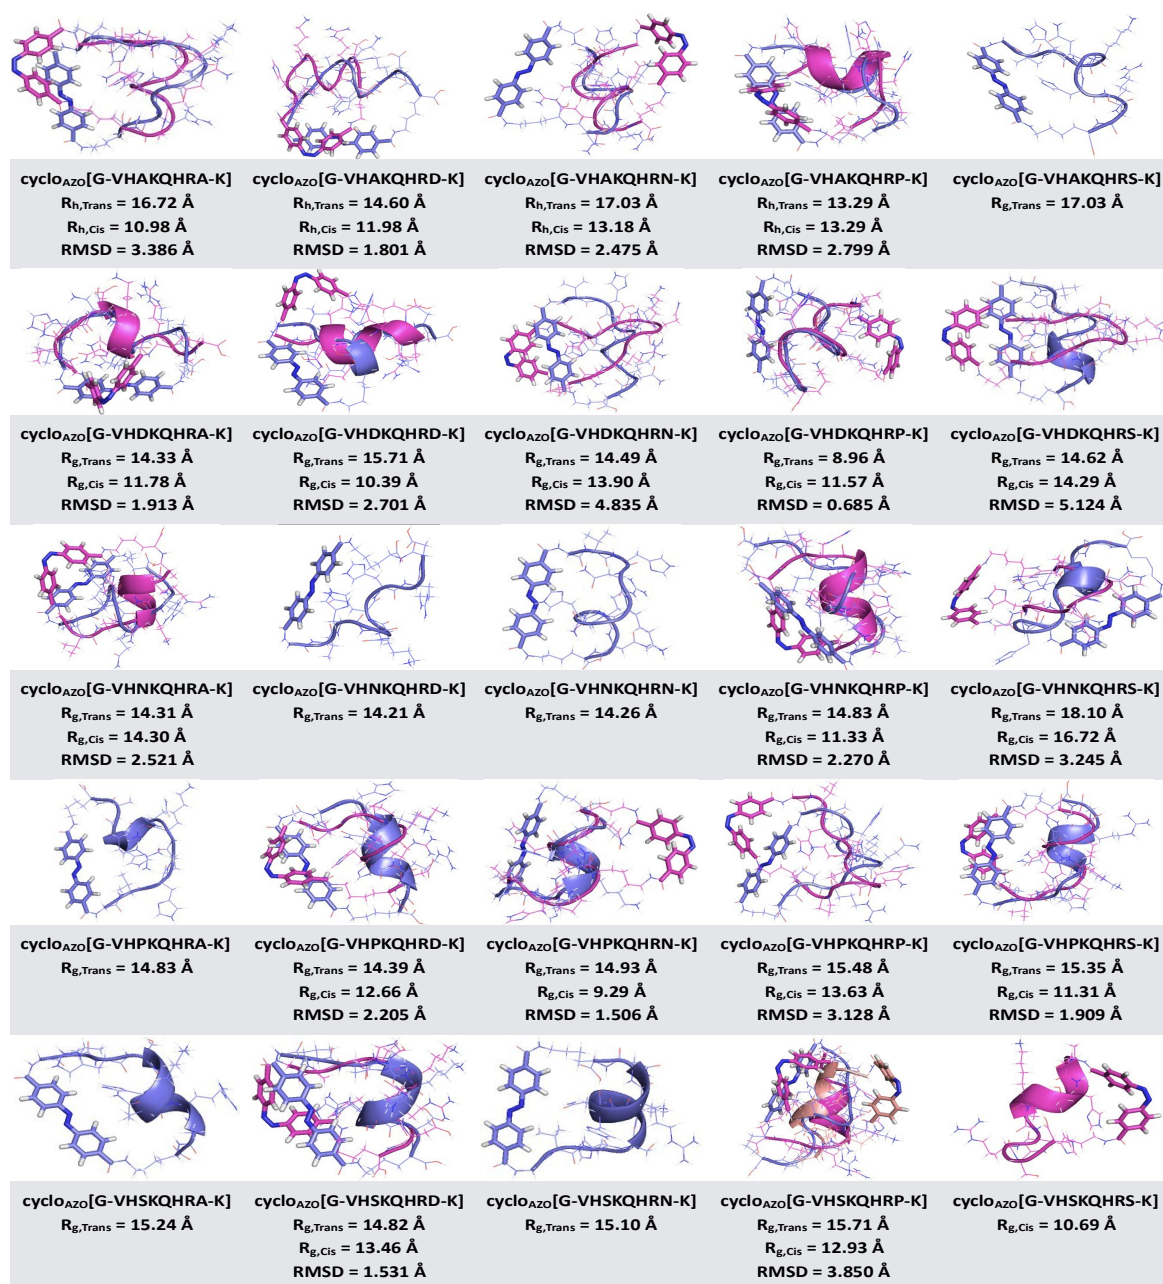 cycloAZO[G-VHAKQHRA-K] cycloAZO[G-VHAKQHRD-K] cycloAZO[G-VHAKQHRN-K] cycloAZO[G-VHAKQHRP-K] cycloAZO[G-VHAKQHRS-K]
Rh,Trans = 16.72 Å Rh,Trans = 14.60 Å Rh,Trans = 17.03 Å Rh,Trans = 13.29 Å Rg,Trans = 17.03 Å
Rh,Cis = 10.98 Å Rh,Cis = 11.98 Å Rh,Cis = 13.18 Å Rh,Cis = 13.29 Å
RMSD = 3.386 Å RMSD = 1.801 Å RMSD = 2.475 Å RMSD = 2.799 Å
cycloAZO[G-VHDKQHRA-K] cycloAZO[G-VHDKQHRD-K] cycloAZO[G-VHDKQHRN-K] cycloAZO[G-VHDKQHRP-K] cycloAZO[G-VHDKQHRS-K]
Rg,Trans = 14.33 Å Rg,Trans = 15.71 Å Rg,Trans = 14.49 Å Rg,Trans = 8.96 Å Rg,Trans = 14.62 Å
Rg,Cis = 11.78 Å Rg,Cis = 10.39 Å Rg,Cis = 13.90 Å Rg,Cis = 11.57 Å Rg,Cis = 14.29 Å
RMSD = 1.913 Å RMSD = 2.701 Å RMSD = 4.835 Å RMSD = 0.685 Å RMSD = 5.124 Å
cycloAZO[G-VHNKQHRA-K] cycloAZO[G-VHNKQHRD-K] cycloAZO[G-VHNKQHRN-K] cycloAZO[G-VHNKQHRP-K] cycloAZO[G-VHNKQHRS-K]
Rg,Trans = 14.31 Å Rg,Trans = 14.21 Å Rg,Trans = 14.26 Å Rg,Trans = 14.83 Å Rg,Trans = 18.10 Å
Rg,Cis = 14.30 Å Rg,Cis = 11.33 Å Rg,Cis = 16.72 Å
RMSD = 2.521 Å RMSD = 2.270 Å RMSD = 3.245 Å
cycloAZO[G-VHPKQHRA-K] cycloAZO[G-VHPKQHRD-K] cycloAZO[G-VHPKQHRN-K] cycloAZO[G-VHPKQHRP-K] cycloAZO[G-VHPKQHRS-K]
Rg,Trans = 14.83 Å Rg,Trans = 14.39 Å Rg,Trans = 14.93 Å Rg,Trans = 15.48 Å Rg,Trans = 15.35 Å
Rg,Cis = 12.66 Å Rg,Cis = 9.29 Å Rg,Cis = 13.63 Å Rg,Cis = 11.31 Å
RMSD = 2.205 Å RMSD = 1.506 Å RMSD = 3.128 Å RMSD = 1.909 Å
cycloAZO[G-VHSKQHRA-K] cycloAZO[G-VHSKQHRD-K] cycloAZO[G-VHSKQHRN-K] cycloAZO[G-VHSKQHRP-K] cycloAZO[G-VHSKQHRS-K]
Rg,Trans = 15.24 Å Rg,Trans = 14.82 Å Rg,Trans = 15.10 Å Rg,Trans = 15.71 Å Rg,Cis = 10.69 Å
Rg,Cis = 13.46 Å Rg,Cis = 12.93 Å
RMSD = 1.531 Å RMSD = 3.850 Å